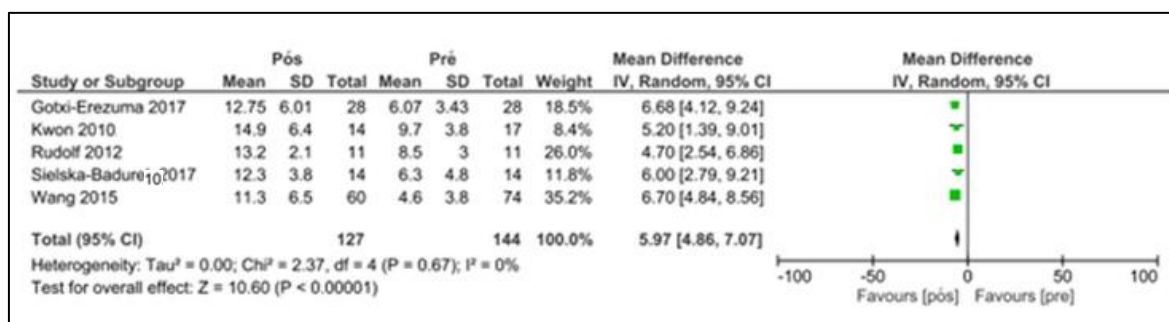 Pós Pré Mean Difference Mean Difference
Study or Subgroup Mean SD Total Mean SD Total Weight IV, Random, 95% CI IV, Random, 95% CI
Gotxi-Erezuma 2017 12.75 6.01 28 6.07 3.43 28 18.5% 6.68 [4.12, 9.24]
Kwon 2010 14.9 6.4 14 9.7 3.8 17 8.4% 5.20 [1.39, 9.01]
Rudolf 2012 13.2 2.1 11 8.5 3 11 26.0% 4.70 [2.54, 6.86]
2017 12.3 3.8 14 6.3 4.8 14 11.8% 6.00 [2.79, 9.21]
Wang 2015 11.3 6.5 60 4.6 3.8 74 35.2% 6.70 [4.84, 8.56]
Total (95% CI) 127 144 100.0% 5.97 [4.86, 7.07]
Heterogeneity: Tau² = 0.00; Chi² = 2.37, df = 4 (P = 0.67); I² = 0%
Test for overall effect: Z = 10.60 (P < 0.00001)
-100 -50 0 50 100
Favours [pós] Favours [pre]